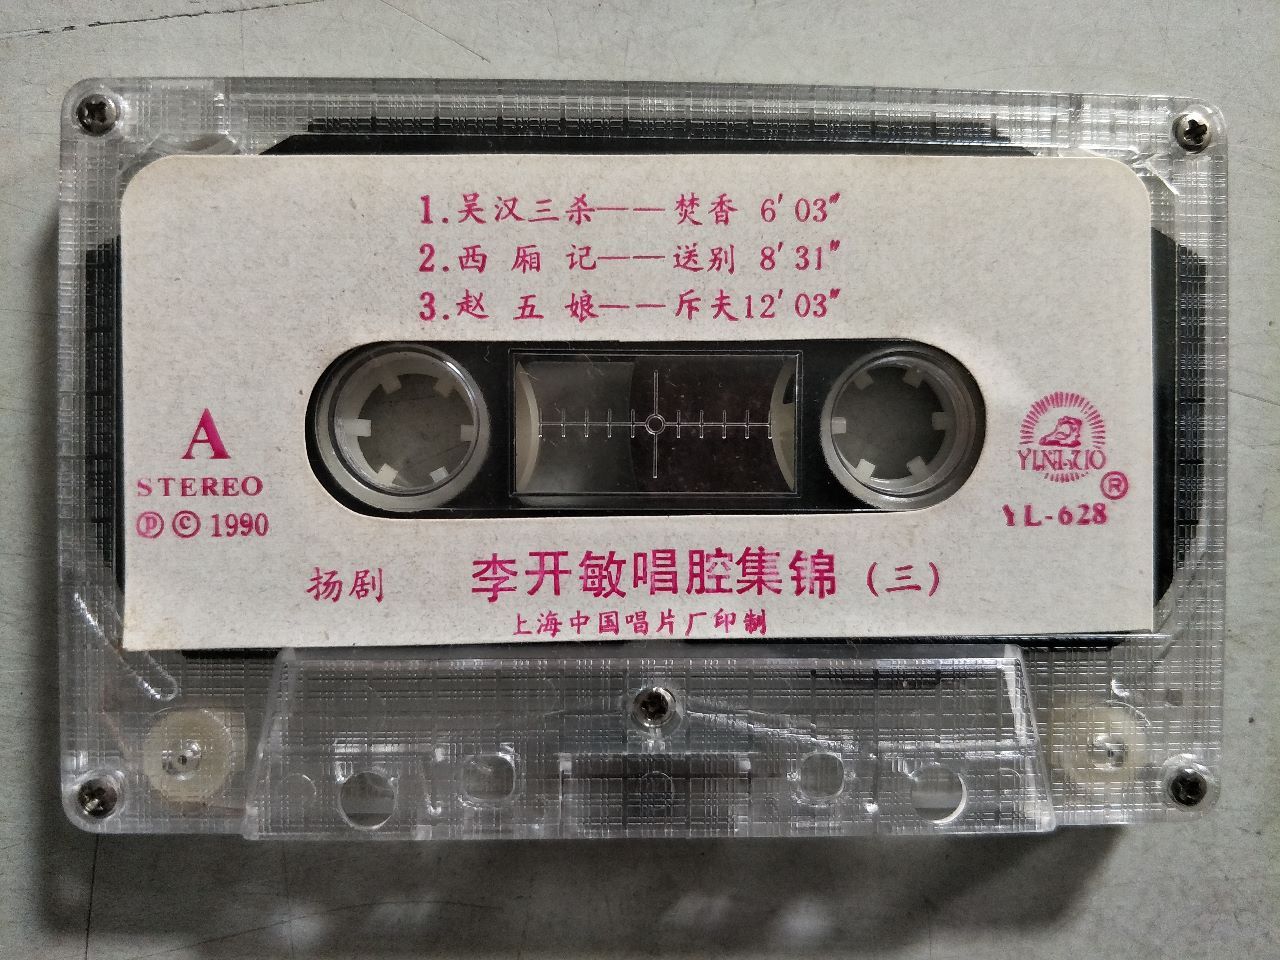 1.吴汉三杀——焚香 6′03″
2.西厢记——送别 8′31″
3.赵五娘——斥夫12′03″
A
STEREO
Ⓟ © 1990
®
YL-628
扬剧 李开敏唱腔集锦(三)
上海中国唱片厂印制